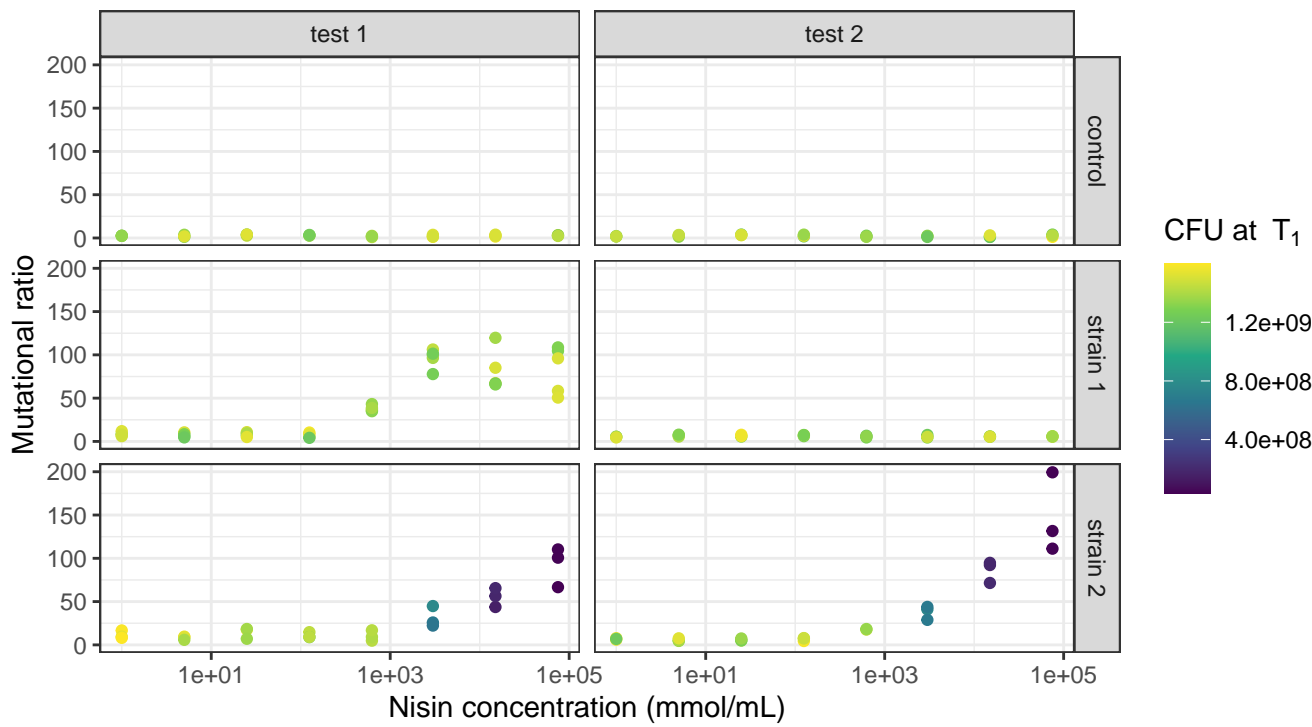 test 1
test 2
200
150
100
50
0
control
200
150
100
50
0
strain 1
200
150
100
50
0
strain 2
Mutational ratio
1e+01
1e+03
1e+05
1e+01
1e+03
1e+05
Nisin concentration (mmol/mL)
CFU at T₁
1.2e+09
8.0e+08
4.0e+08